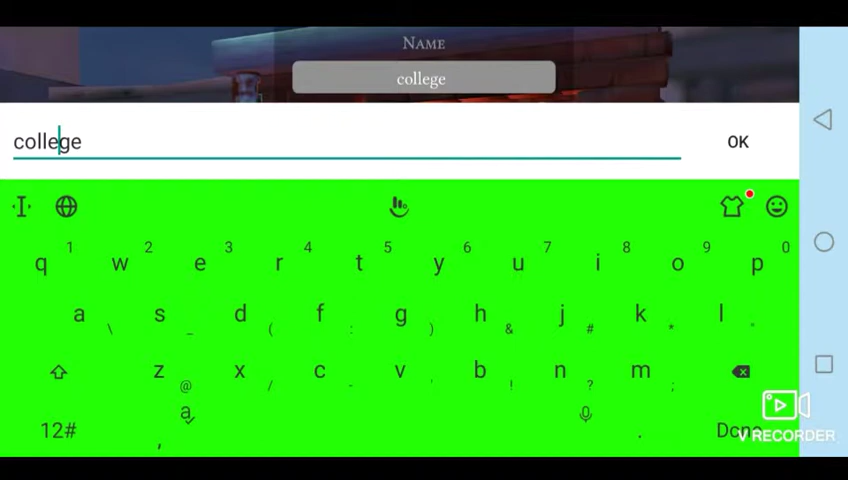 NAME
college
college
OK
1 2 3 4 5 6 7 8 9 0
q w e r t y u i o p
a s d f g h j k l
\ _ ( : ) & # * "
z x c v b n m
@ / - ' ! ? ;
a
12# , . Done
V RECORDER